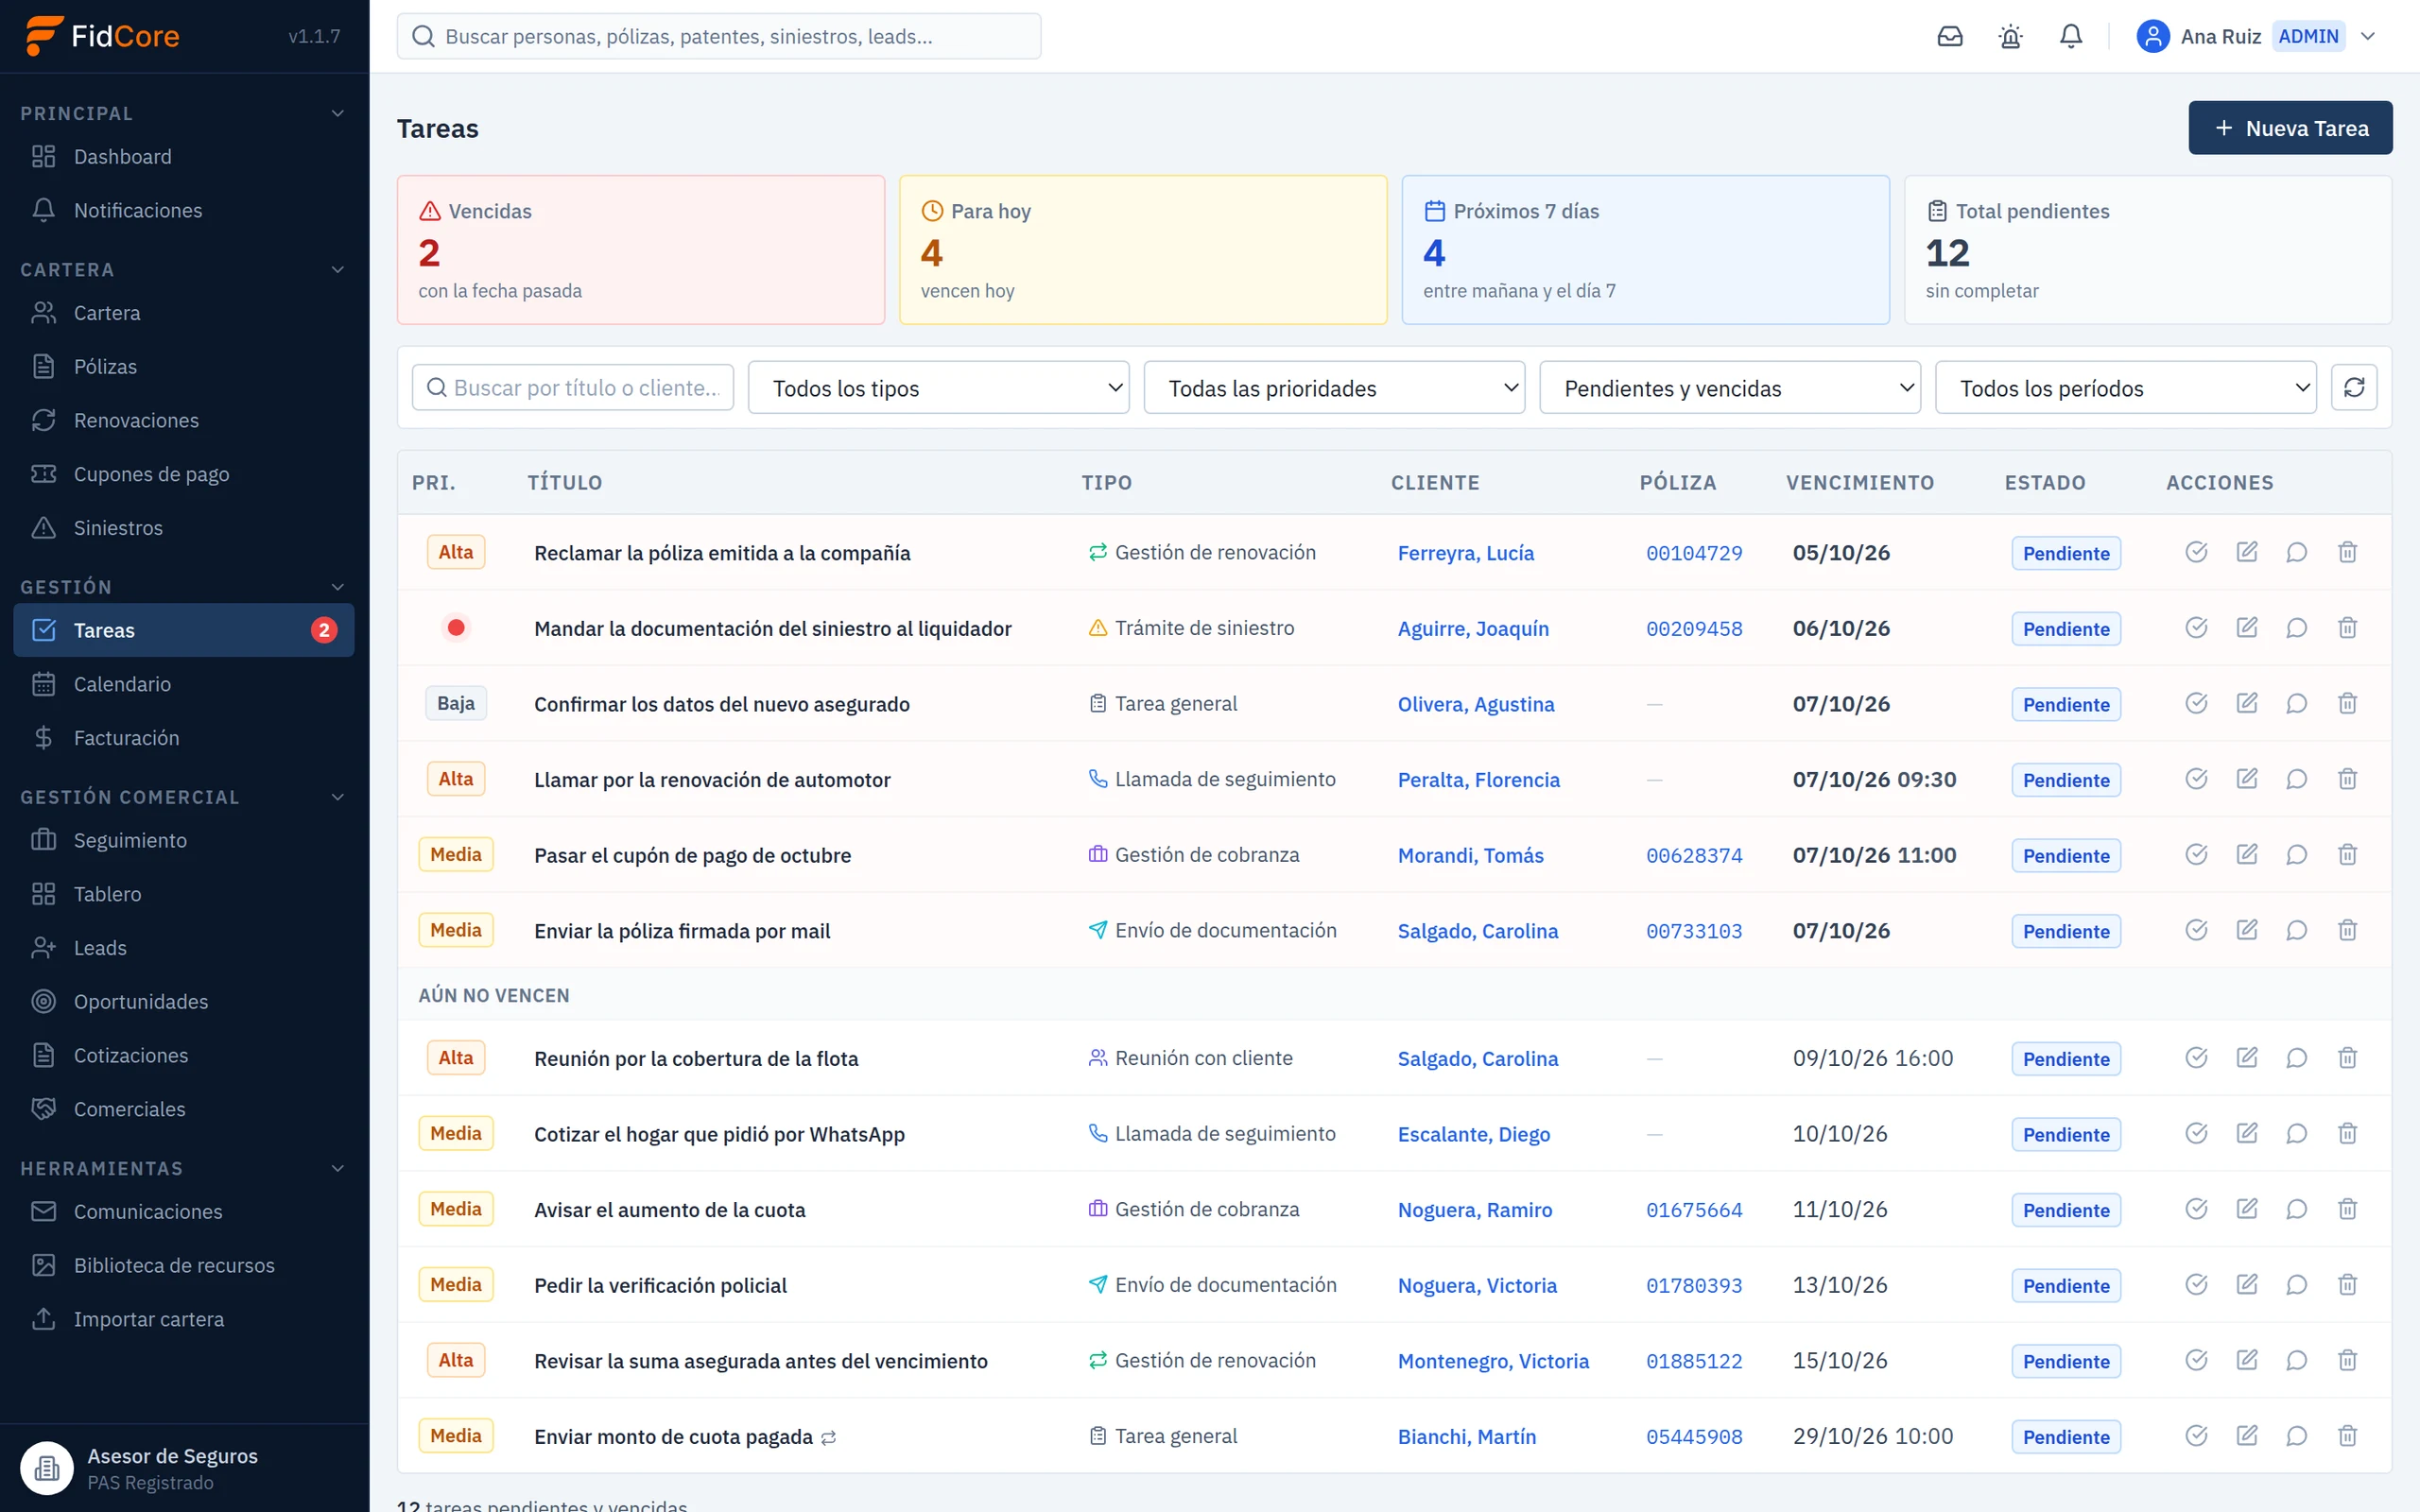 FidCore v1.1.7
PRINCIPAL
Dashboard
Notificaciones
CARTERA
Cartera
Pólizas
Renovaciones
Cupones de pago
Siniestros
GESTIÓN
Tareas 2
Calendario
Facturación
GESTIÓN COMERCIAL
Seguimiento
Tablero
Leads
Oportunidades
Cotizaciones
Comerciales
HERRAMIENTAS
Comunicaciones
Biblioteca de recursos
Importar cartera
Asesor de Seguros
PAS Registrado
Buscar personas, pólizas, patentes, siniestros, leads...
Ana Ruiz ADMIN
Tareas
+ Nueva Tarea
Vencidas
2
con la fecha pasada
Para hoy
4
vencen hoy
Próximos 7 días
4
entre mañana y el día 7
Total pendientes
12
sin completar
Buscar por título o cliente... Todos los tipos Todas las prioridades Pendientes y vencidas Todos los períodos
PRI. TÍTULO TIPO CLIENTE PÓLIZA VENCIMIENTO ESTADO ACCIONES
Alta Reclamar la póliza emitida a la compañía Gestión de renovación Ferreyra, Lucía 00104729 05/10/26 Pendiente
Mandar la documentación del siniestro al liquidador Trámite de siniestro Aguirre, Joaquín 00209458 06/10/26 Pendiente
Baja Confirmar los datos del nuevo asegurado Tarea general Olivera, Agustina — 07/10/26 Pendiente
Alta Llamar por la renovación de automotor Llamada de seguimiento Peralta, Florencia — 07/10/26 09:30 Pendiente
Media Pasar el cupón de pago de octubre Gestión de cobranza Morandi, Tomás 00628374 07/10/26 11:00 Pendiente
Media Enviar la póliza firmada por mail Envío de documentación Salgado, Carolina 00733103 07/10/26 Pendiente
AÚN NO VENCEN
Alta Reunión por la cobertura de la flota Reunión con cliente Salgado, Carolina — 09/10/26 16:00 Pendiente
Media Cotizar el hogar que pidió por WhatsApp Llamada de seguimiento Escalante, Diego — 10/10/26 Pendiente
Media Avisar el aumento de la cuota Gestión de cobranza Noguera, Ramiro 01675664 11/10/26 Pendiente
Media Pedir la verificación policial Envío de documentación Noguera, Victoria 01780393 13/10/26 Pendiente
Alta Revisar la suma asegurada antes del vencimiento Gestión de renovación Montenegro, Victoria 01885122 15/10/26 Pendiente
Media Enviar monto de cuota pagada Tarea general Bianchi, Martín 05445908 29/10/26 10:00 Pendiente
12 tareas pendientes y vencidas